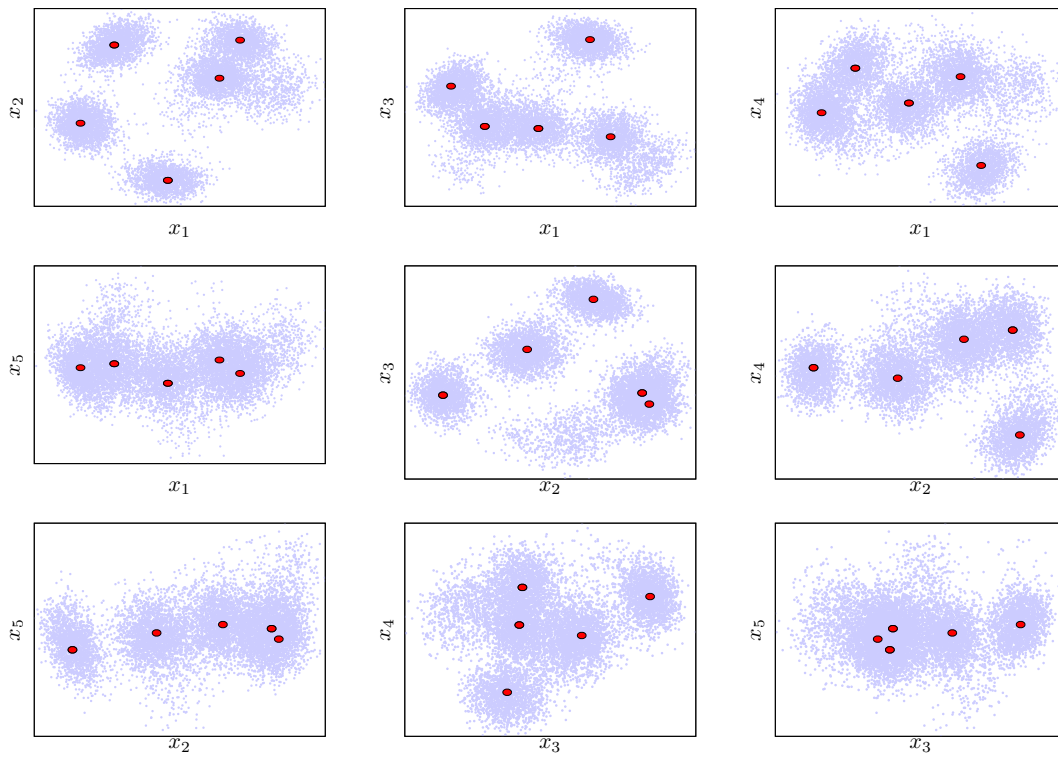 x₂ x₃ x₄
x₁ x₁ x₁
x₅ x₃ x₄
x₁ x₂ x₂
x₅ x₄ x₅
x₂ x₃ x₃